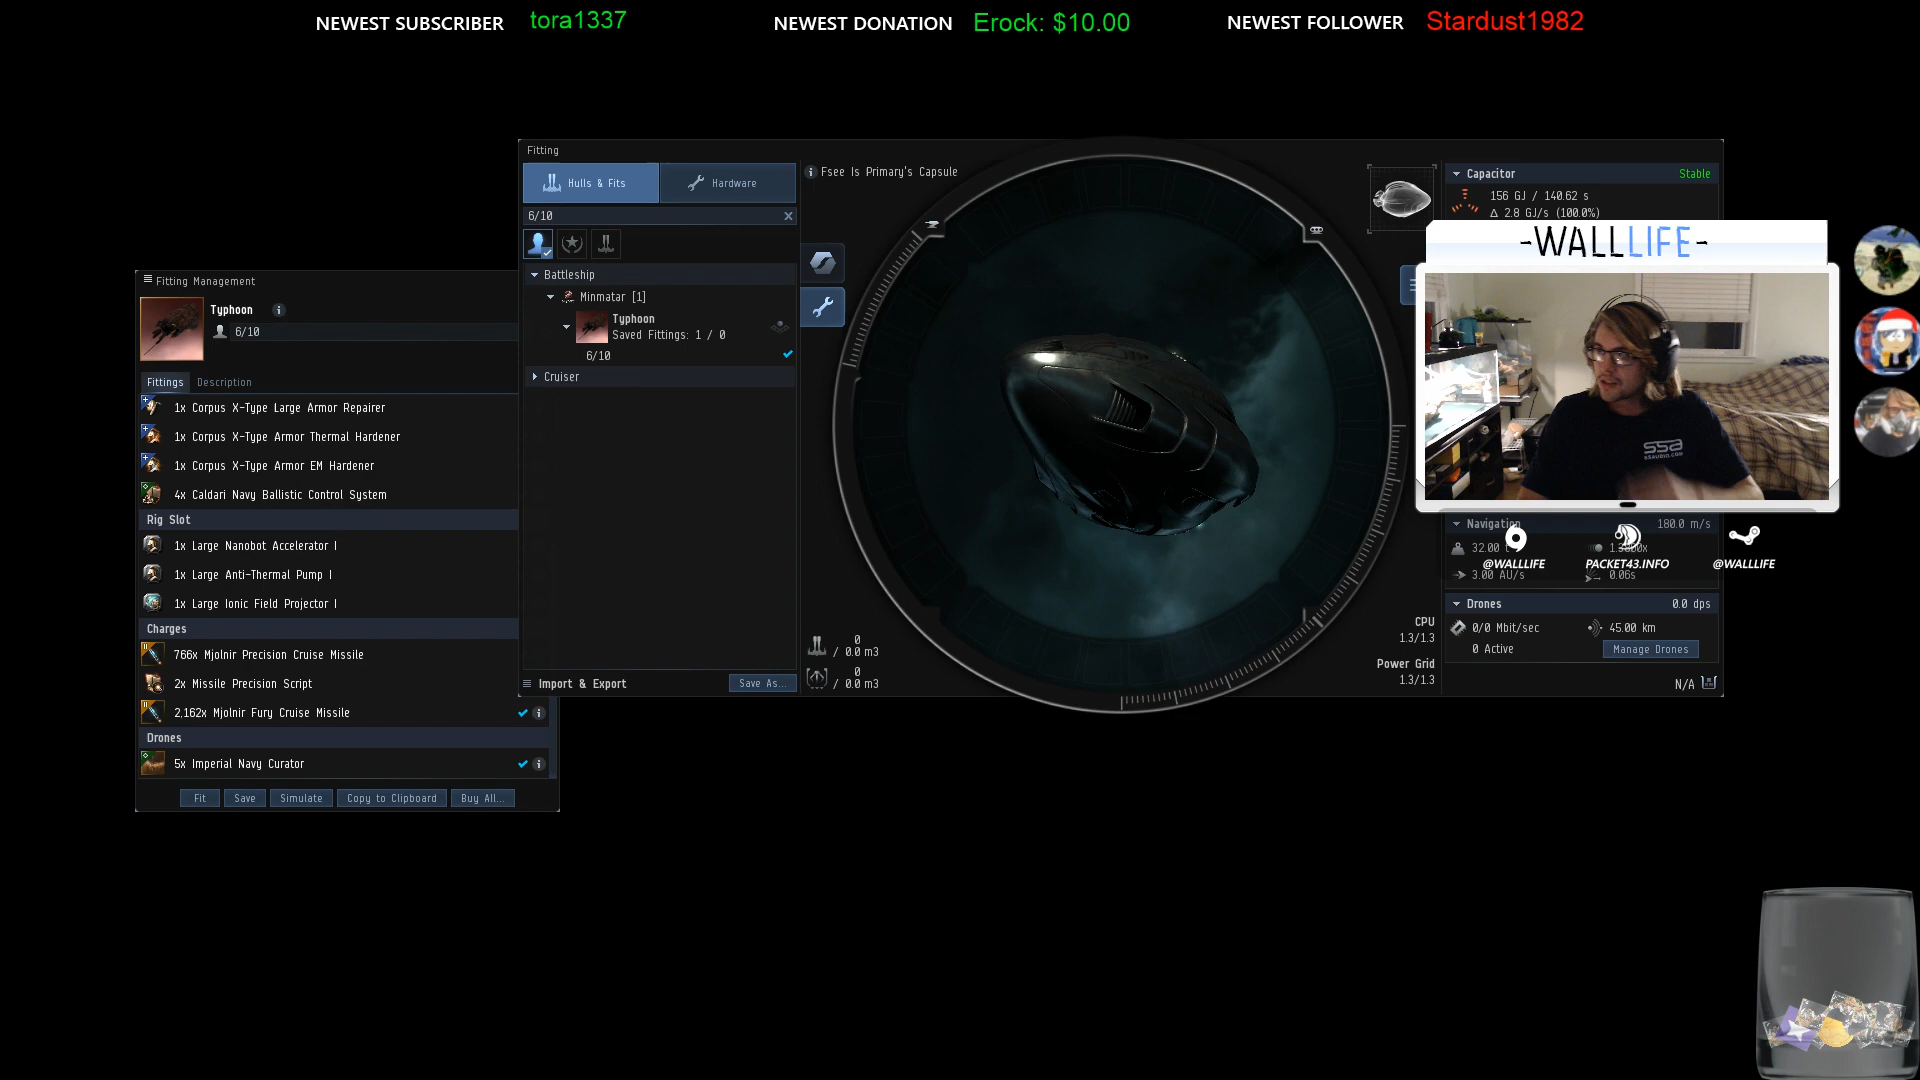 NEWEST SUBSCRIBER tora1337 NEWEST DONATION Erock: $10.00 NEWEST FOLLOWER Stardust1982
Fitting
Hulls & Fits Hardware
6/10
Battleship
Minmatar [1]
Typhoon
Saved Fittings: 1 / 0
6/10
Cruiser
Import & Export Save As...
Fitting Management
Typhoon
6/10
Fittings Description
1x Corpus X-Type Large Armor Repairer
1x Corpus X-Type Armor Thermal Hardener
1x Corpus X-Type Armor EM Hardener
4x Caldari Navy Ballistic Control System
Rig Slot
1x Large Nanobot Accelerator I
1x Large Anti-Thermal Pump I
1x Large Ionic Field Projector I
Charges
766x Mjolnir Precision Cruise Missile
2x Missile Precision Script
2,162x Mjolnir Fury Cruise Missile
Drones
5x Imperial Navy Curator
Fit Save Simulate Copy to Clipboard Buy All...
Fsee Is Primary's Capsule
0
/ 0.0 m3
0
/ 0.0 m3
CPU
1.3/1.3
Power Grid
1.3/1.3
Capacitor Stable
156 GJ / 140.62 s
Δ 2.8 GJ/s (100.0%)
-WALLLIFE-
SSA
SSAUDIO.COM
Navigation 180.0 m/s
32.00
@WALLLIFE PACKET43.INFO @WALLLIFE
3.00 AU/s 0.06s
Drones 0.0 dps
0/0 Mbit/sec 45.00 km
0 Active Manage Drones
N/A